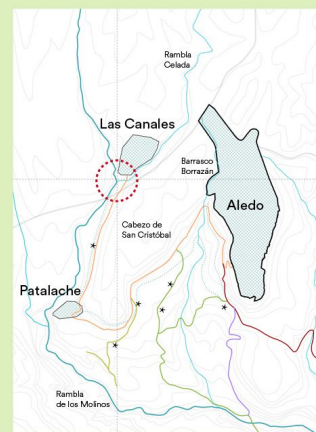 Rambla
Celada
Las Canales
Barrasco
Borrazán
Aledo
Cabezo de
San Cristóbal
Patalache
Rambla
de los Molinos